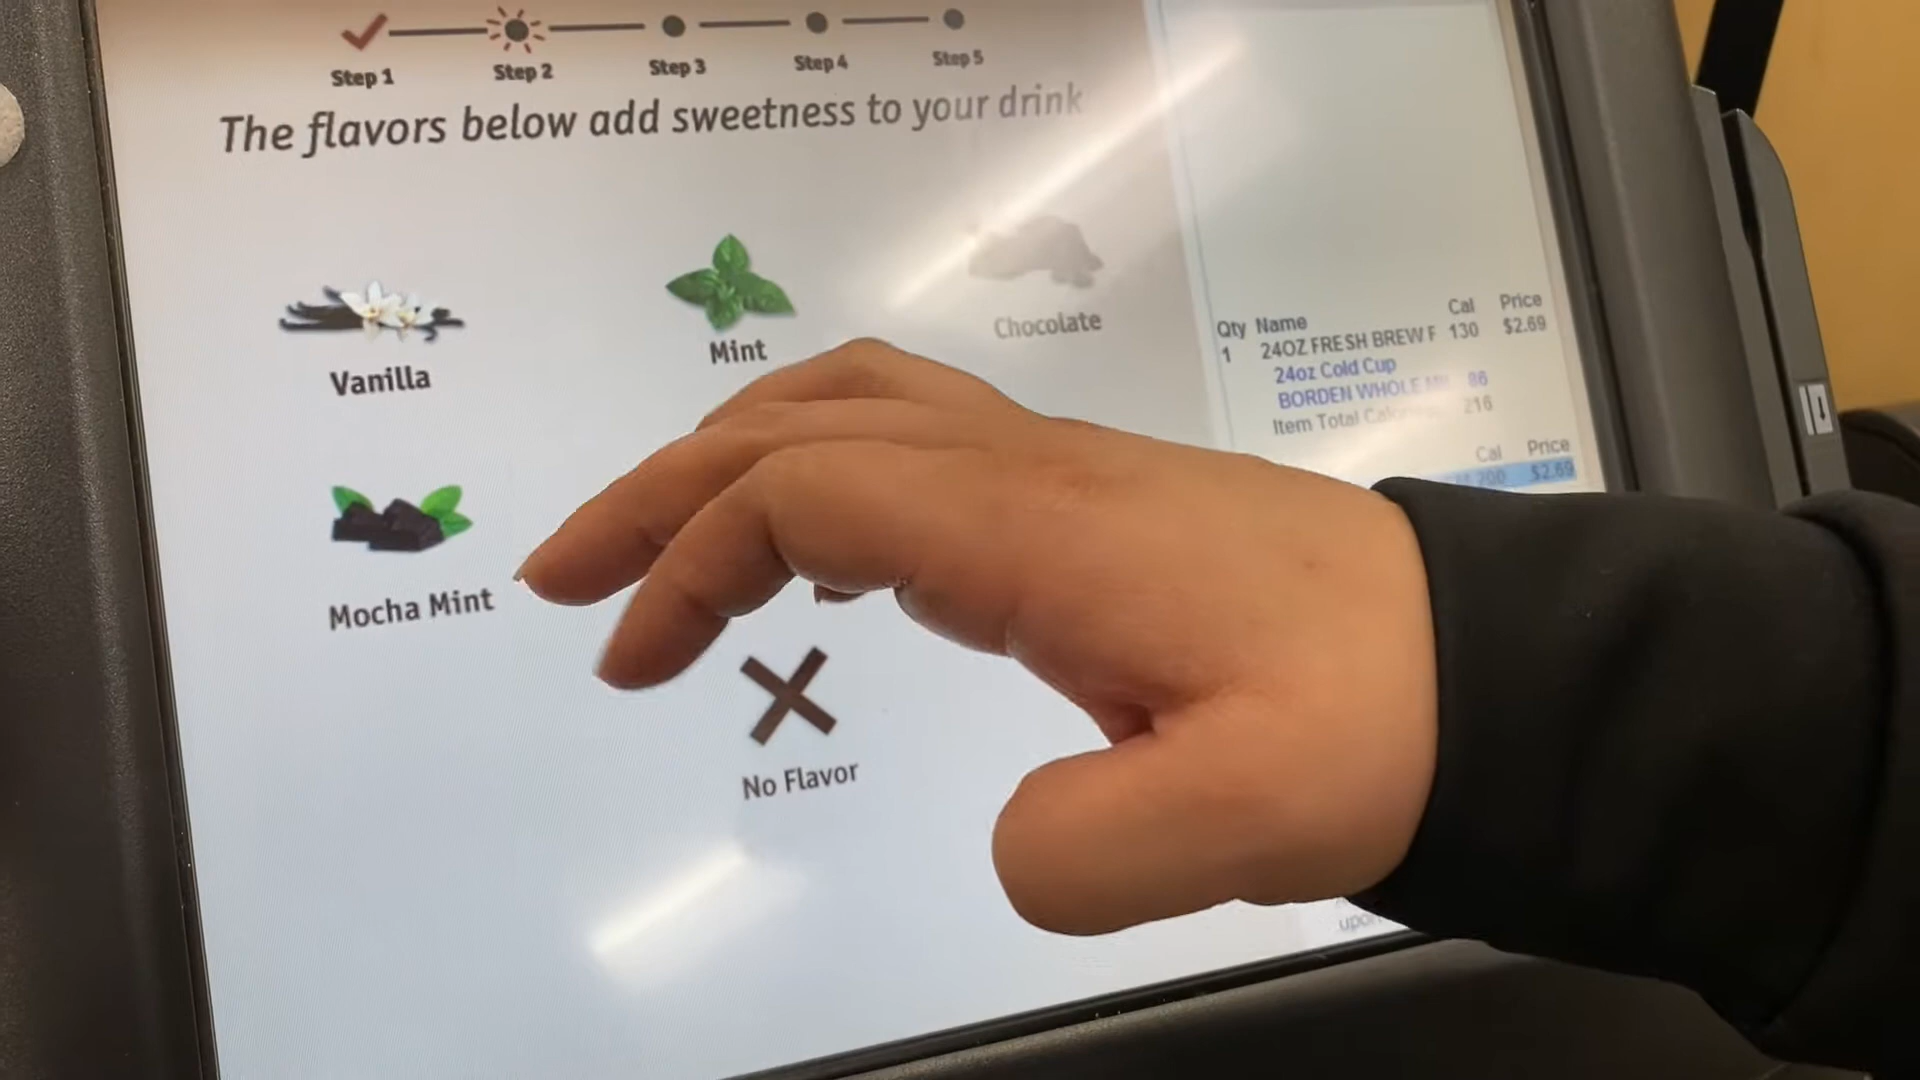 Step 1
Step 2
Step 3
Step 4
Step 5
The flavors below add sweetness to your drink
Vanilla
Mint
Chocolate
Mocha Mint
No Flavor
Qty Name Cal Price
1 24OZ FRESH BREW F 130 $2.69
24oz Cold Cup
BORDEN WHOLE 86
Item Total 216
Cal Price
200 $2.69
upon